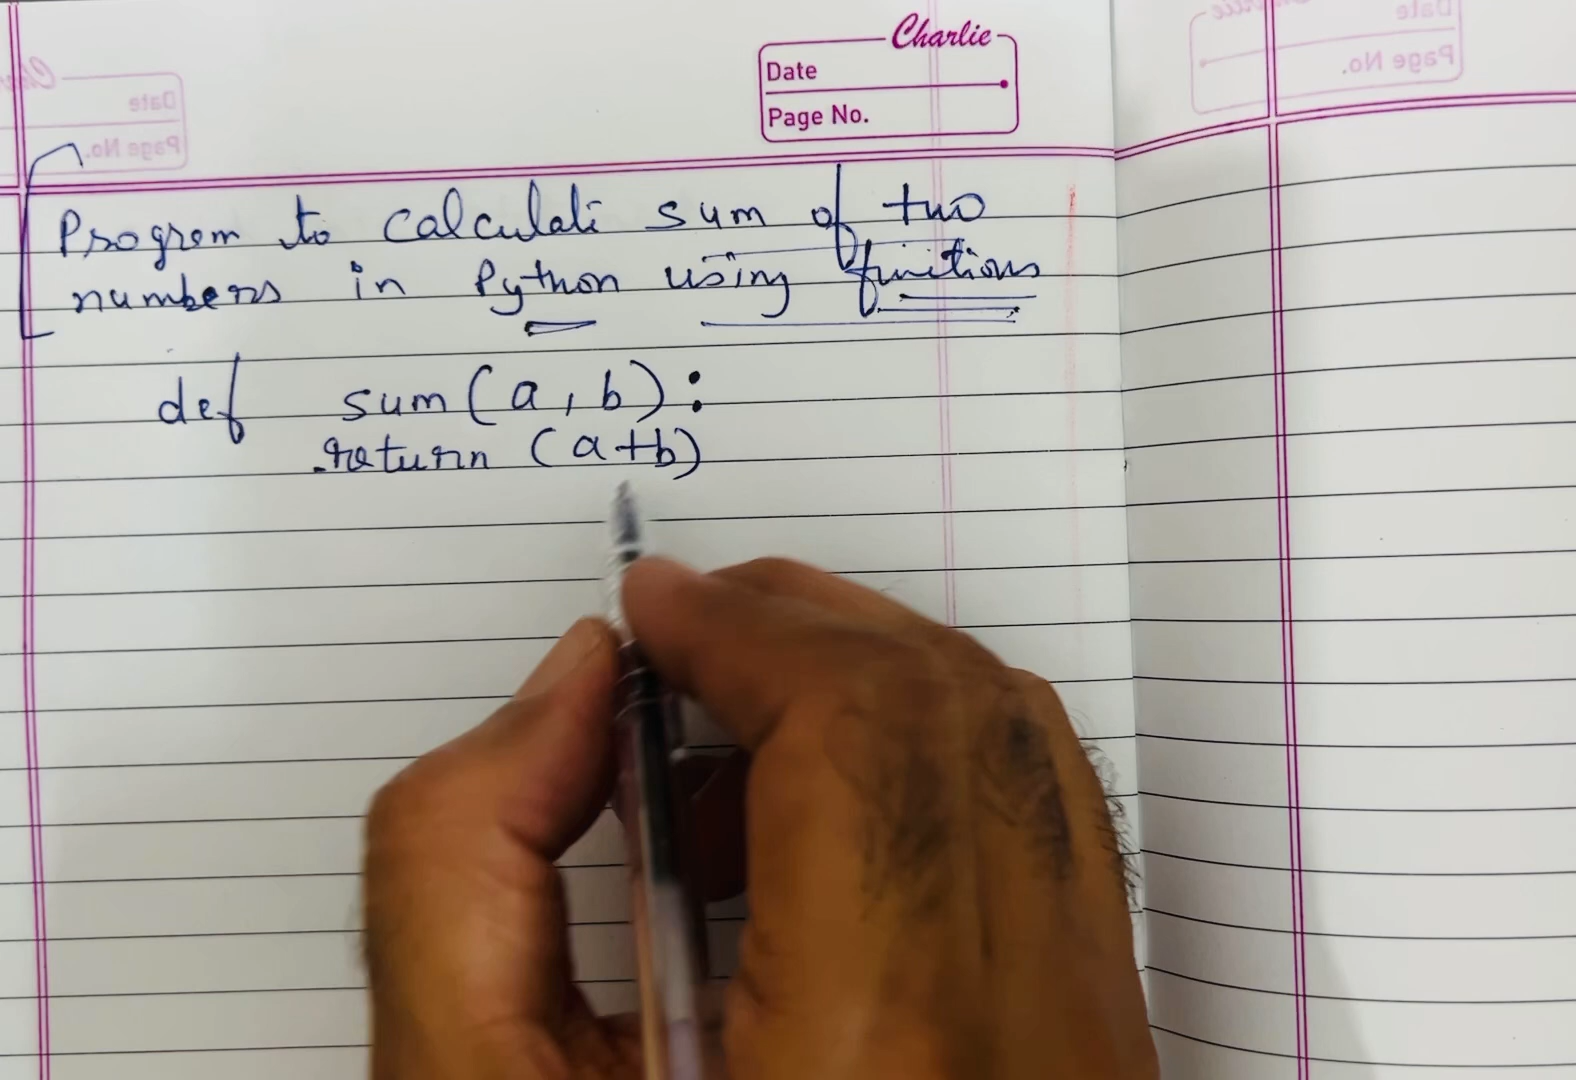 Charlie
Date
Page No.
Program to calculate sum of two
numbers in Python using functions
def sum(a, b):
return (a+b)